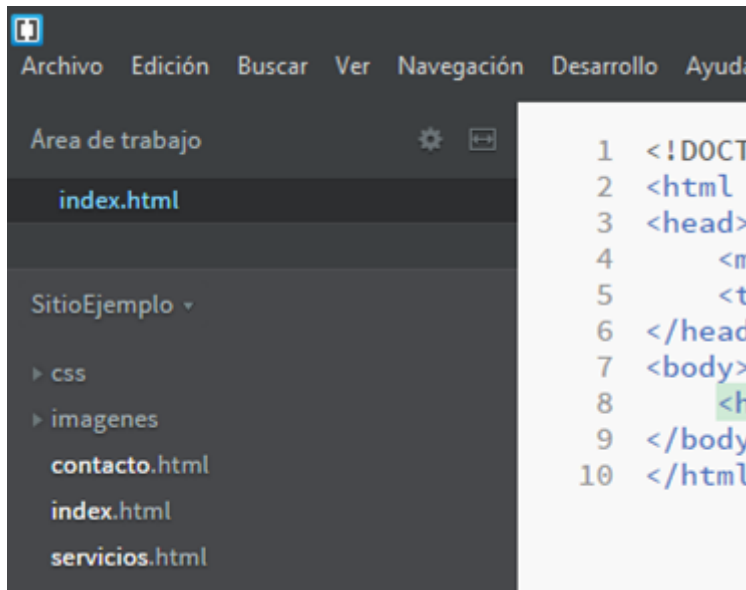 Archivo Edición Buscar Ver Navegación Desarrollo Ayuda
Área de trabajo
index.html
SitioEjemplo
css
imagenes
contacto.html
index.html
servicios.html
1 <!DOCT
2 <html
3 <head>
4 <m
5 <t
6 </head
7 <body>
8 <h
9 </body
10 </html